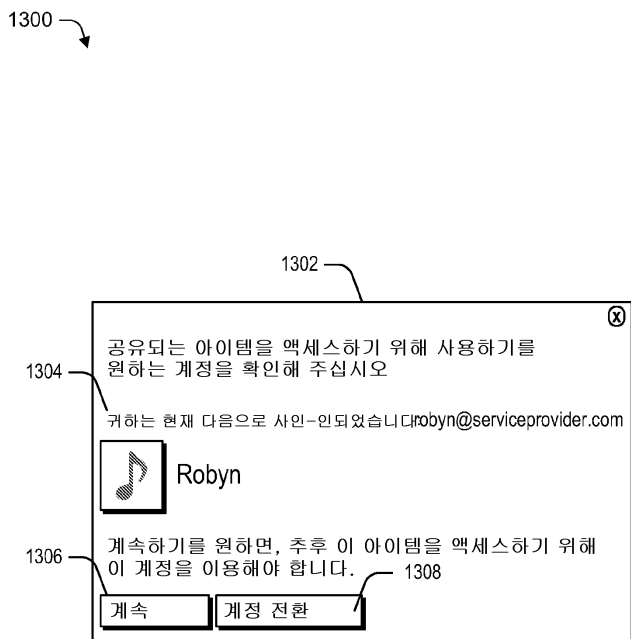 1300
1302
ⓧ
공유되는 아이템을 액세스하기 위해 사용하기를
원하는 계정을 확인해 주십시오
1304
귀하는 현재 다음으로 사인-인되었습니다robyn@serviceprovider.com
Robyn
계속하기를 원하면, 추후 이 아이템을 액세스하기 위해
이 계정을 이용해야 합니다.
1306
1308
계속
계정 전환